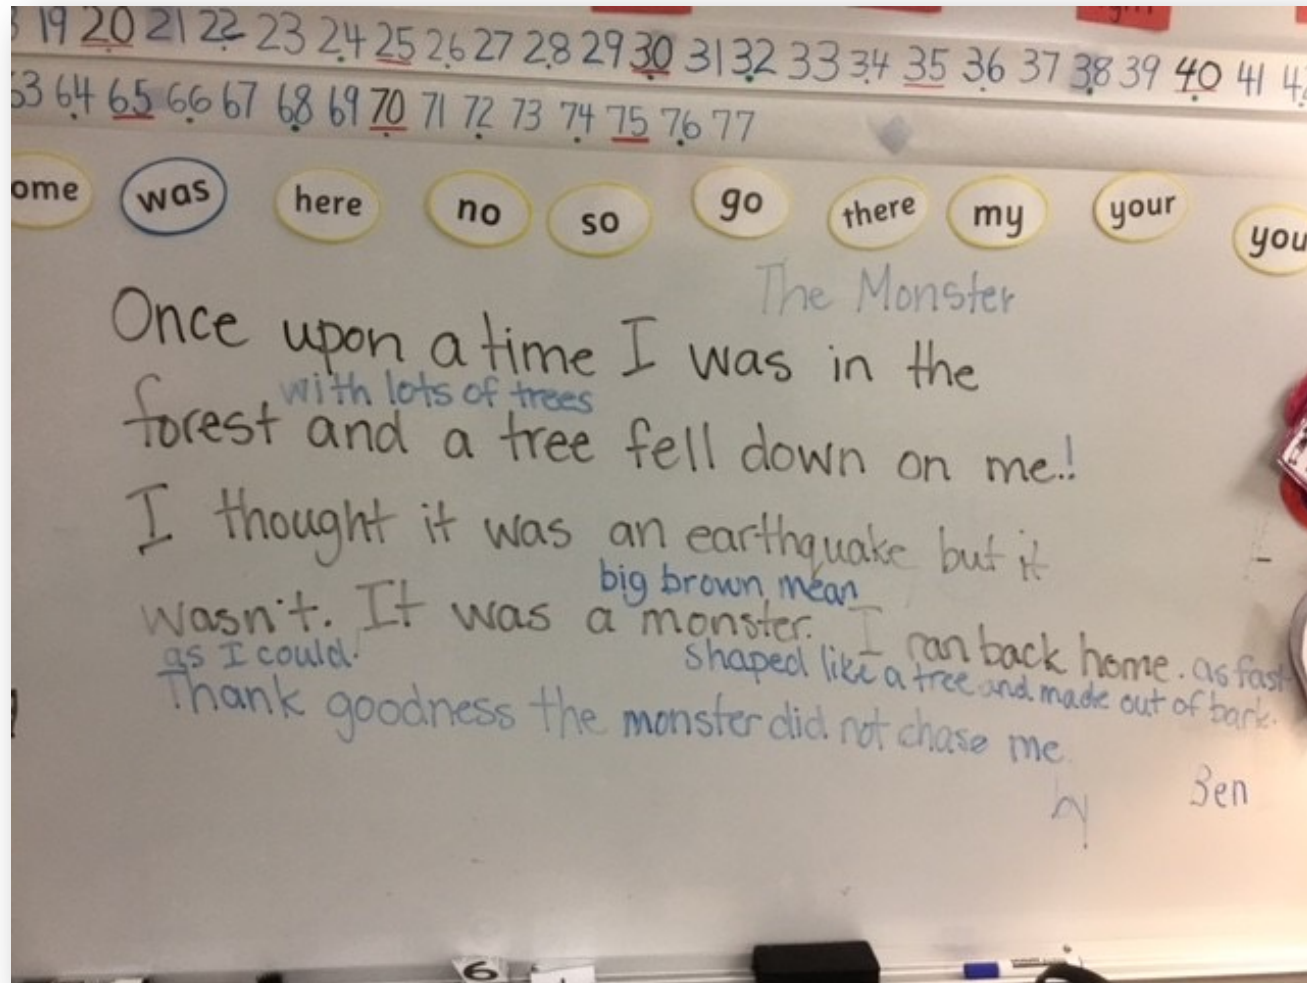 19 20 21 22 23 24 25 26 27 28 29 30 31 32 33 34 35 36 37 38 39 40 41
63 64 65 66 67 68 69 70 71 72 73 74 75 76 77
ome was here no so go there my your you
The Monster
Once upon a time I was in the
with lots of trees
forest and a tree fell down on me!
I thought it was an earthquake but it
big brown mean
wasn't. It was a monster. I ran back home. as fast
as I could. shaped like a tree and made out of bark.
Thank goodness the monster did not chase me.
by Ben
6